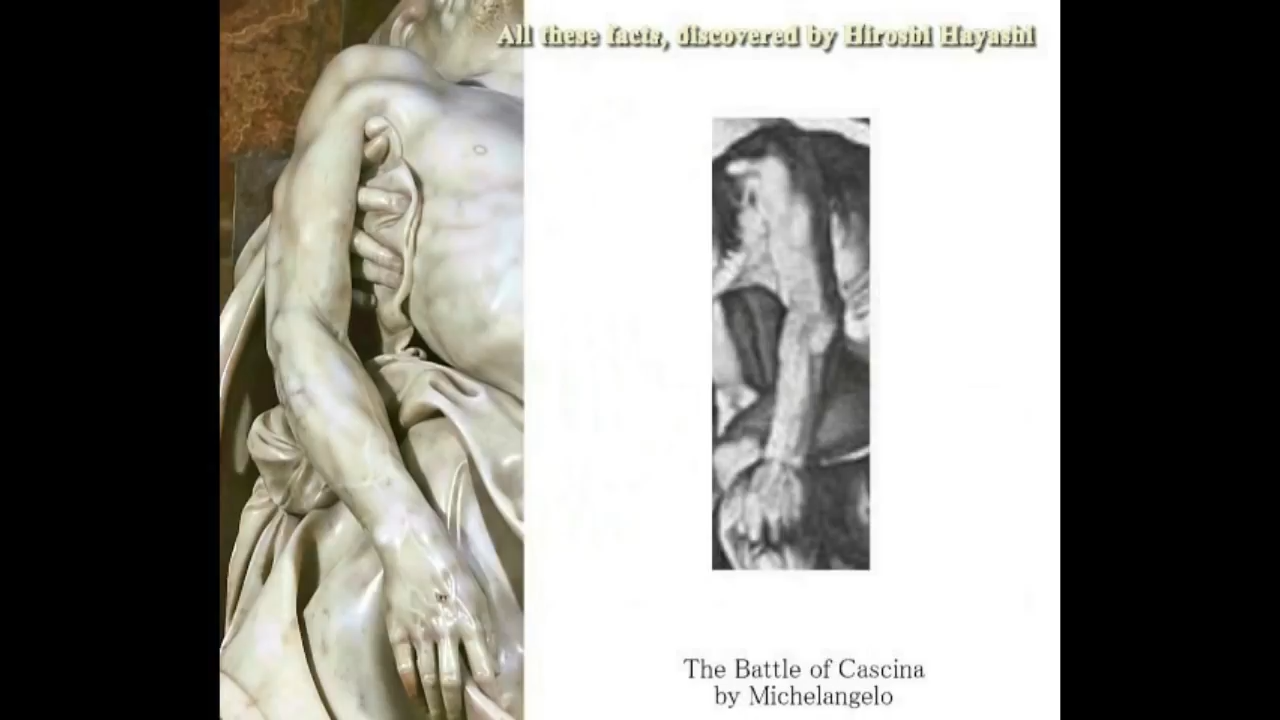 All these facts, discovered by Hiroshi Hayashi
The Battle of Cascina
by Michelangelo